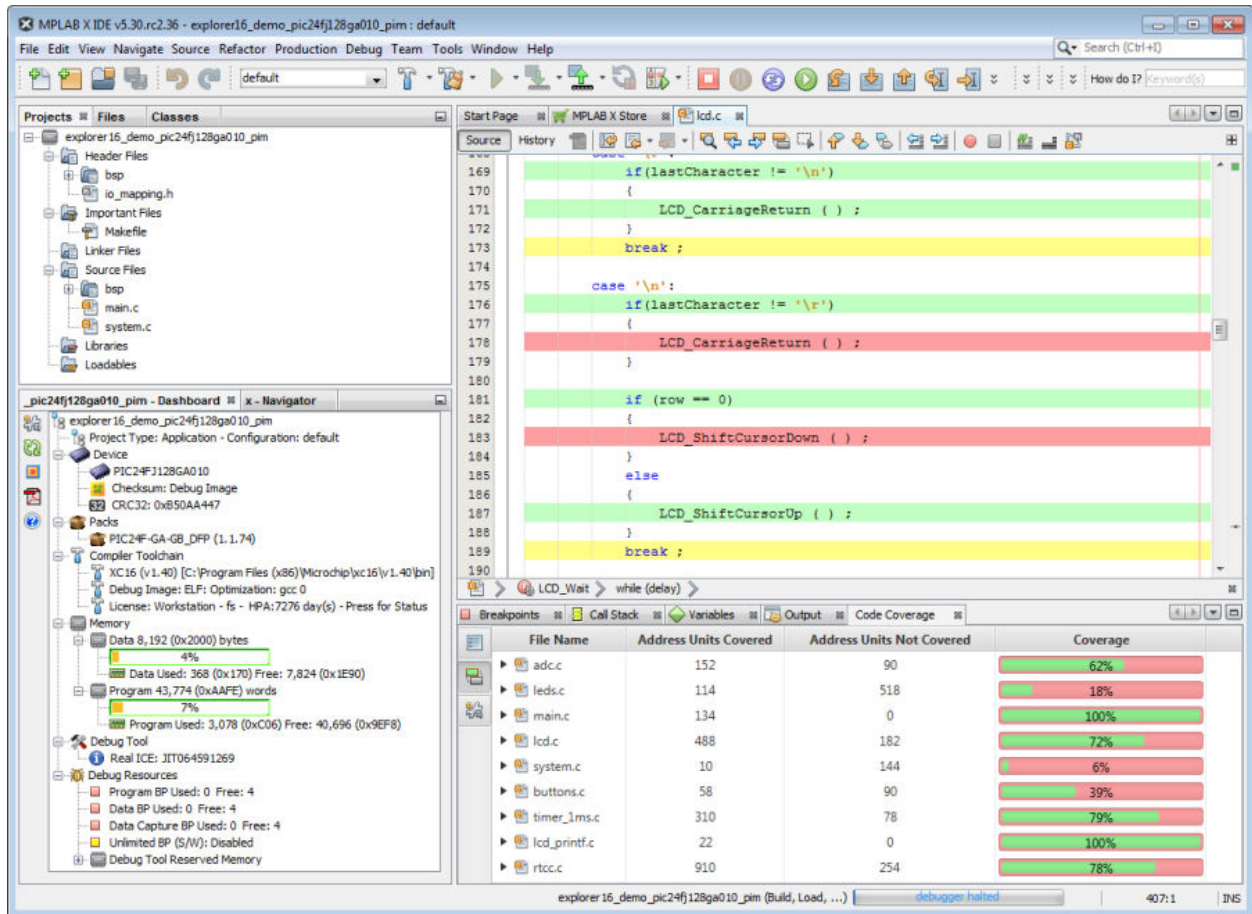 MPLAB X IDE v5.30.rc2.36 - explorer16_demo_pic24fj128ga010_pim : default
File Edit View Navigate Source Refactor Production Debug Team Tools Window Help
Search (Ctrl+I)
default
How do I? Keyword(s)
Projects Files Classes
explorer16_demo_pic24fj128ga010_pim
Header Files
bsp
io_mapping.h
Important Files
Makefile
Linker Files
Source Files
bsp
main.c
system.c
Libraries
Loadables
_pic24fj128ga010_pim - Dashboard x - Navigator
explorer16_demo_pic24fj128ga010_pim
Project Type: Application - Configuration: default
Device
PIC24FJ128GA010
Checksum: Debug Image
32 CRC32: 0xB50AA447
Packs
PIC24F-GA-GB_DFP (1.1.74)
Compiler Toolchain
XC16 (v1.40) [C:\Program Files (x86)\Microchip\xc16\v1.40\bin]
Debug Image: ELF: Optimization: gcc 0
License: Workstation - fs - HPA:7276 day(s) - Press for Status
Memory
Data 8,192 (0x2000) bytes
4%
Data Used: 368 (0x170) Free: 7,824 (0x1E90)
Program 43,774 (0xAAFE) words
7%
Program Used: 3,078 (0xC06) Free: 40,696 (0x9EF8)
Debug Tool
Real ICE: JIT064591269
Debug Resources
Program BP Used: 0 Free: 4
Data BP Used: 0 Free: 4
Data Capture BP Used: 0 Free: 4
Unlimited BP (S/W): Disabled
Debug Tool Reserved Memory
Start Page MPLAB X Store lcd.c
Source History
169 if(lastCharacter != '\n')
170 {
171 LCD_CarriageReturn ( ) ;
172 }
173 break ;
174
175 case '\n':
176 if(lastCharacter != '\r')
177 {
178 LCD_CarriageReturn ( ) ;
179 }
180
181 if (row == 0)
182 {
183 LCD_ShiftCursorDown ( ) ;
184 }
185 else
186 {
187 LCD_ShiftCursorUp ( ) ;
188 }
189 break ;
190
LCD_Wait while (delay)
Breakpoints Call Stack Variables Output Code Coverage
File Name Address Units Covered Address Units Not Covered Coverage
adc.c 152 90 62%
leds.c 114 518 18%
main.c 134 0 100%
lcd.c 488 182 72%
system.c 10 144 6%
buttons.c 58 90 39%
timer_1ms.c 310 78 79%
lcd_printf.c 22 0 100%
rtcc.c 910 254 78%
explorer16_demo_pic24fj128ga010_pim (Build, Load, ...) debugger halted 407:1 INS